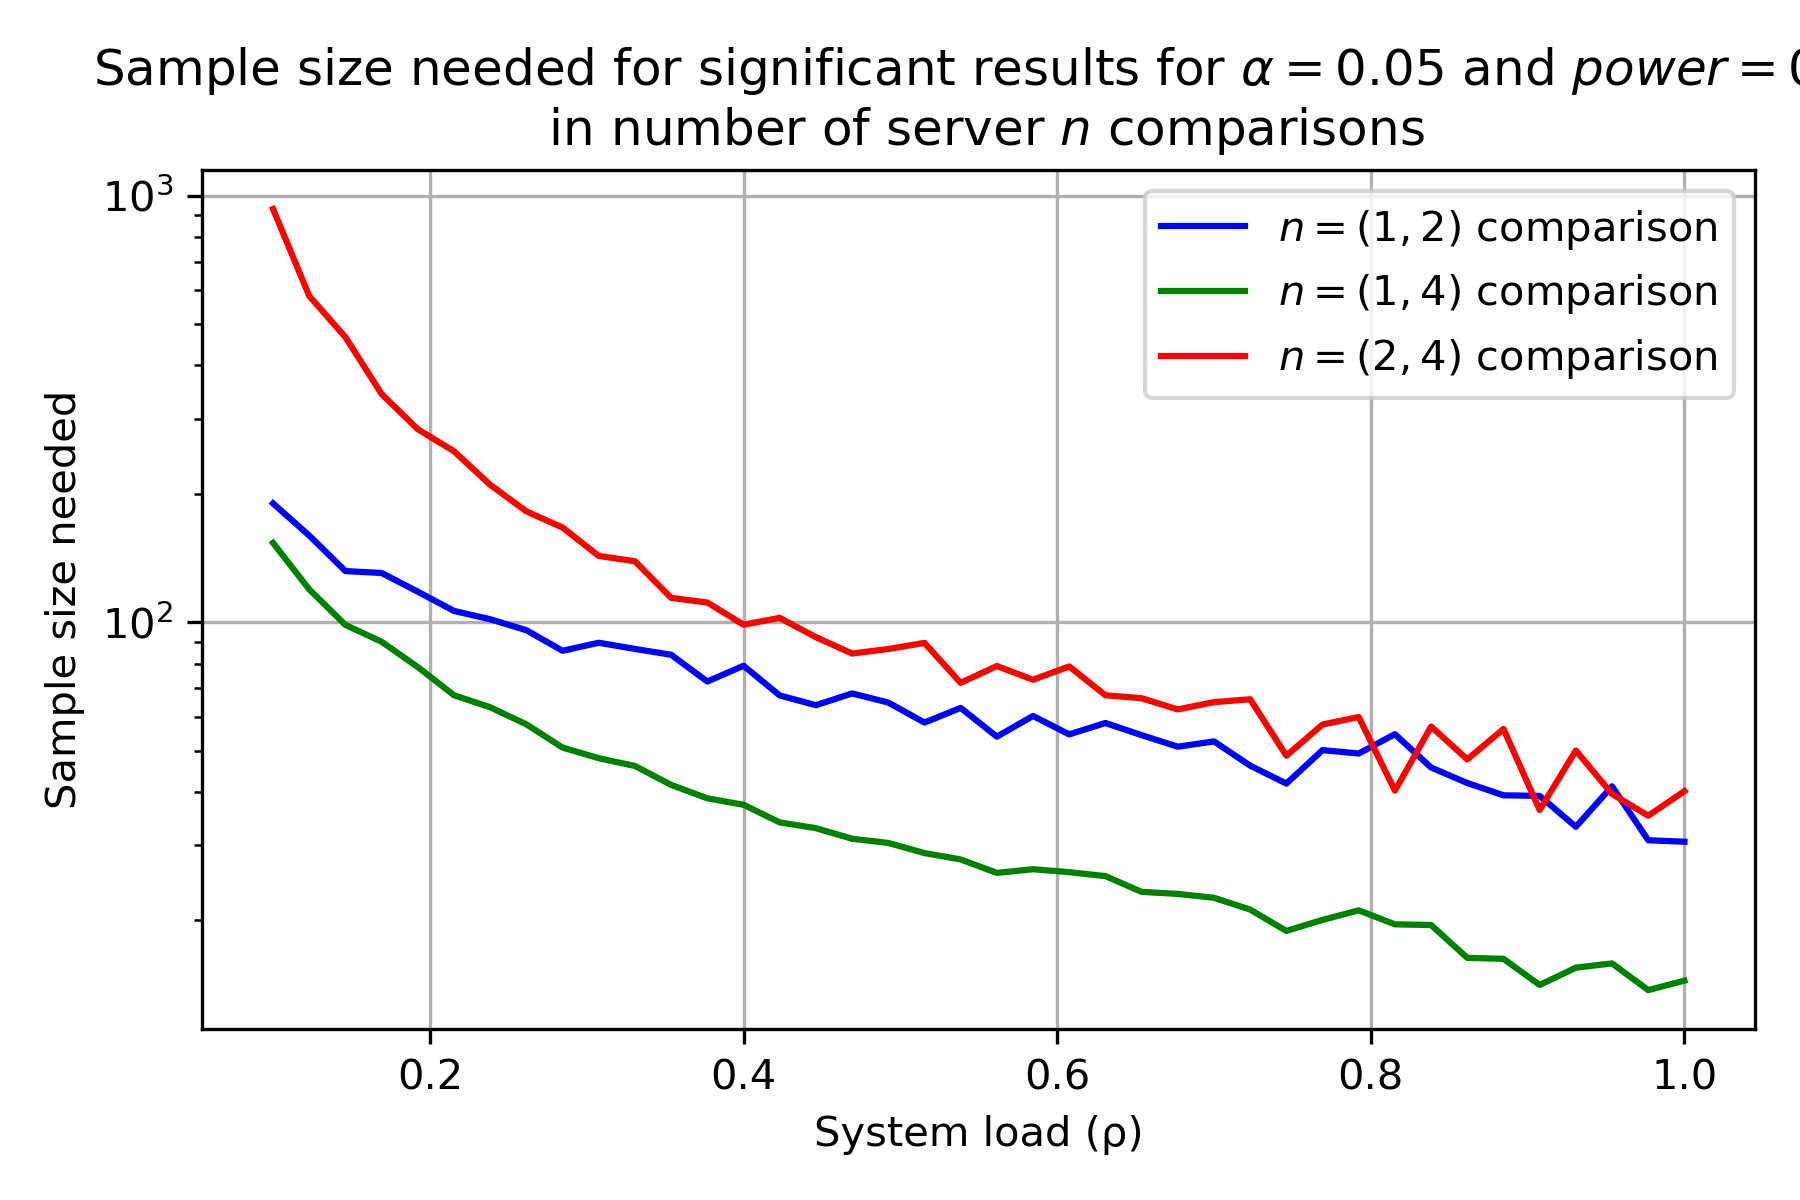 Sample size needed for significant results for α = 0.05 and power = 0
in number of server n comparisons
10³
10²
Sample size needed
n = (1, 2) comparison
n = (1, 4) comparison
n = (2, 4) comparison
0.2 0.4 0.6 0.8 1.0
System load (ρ)